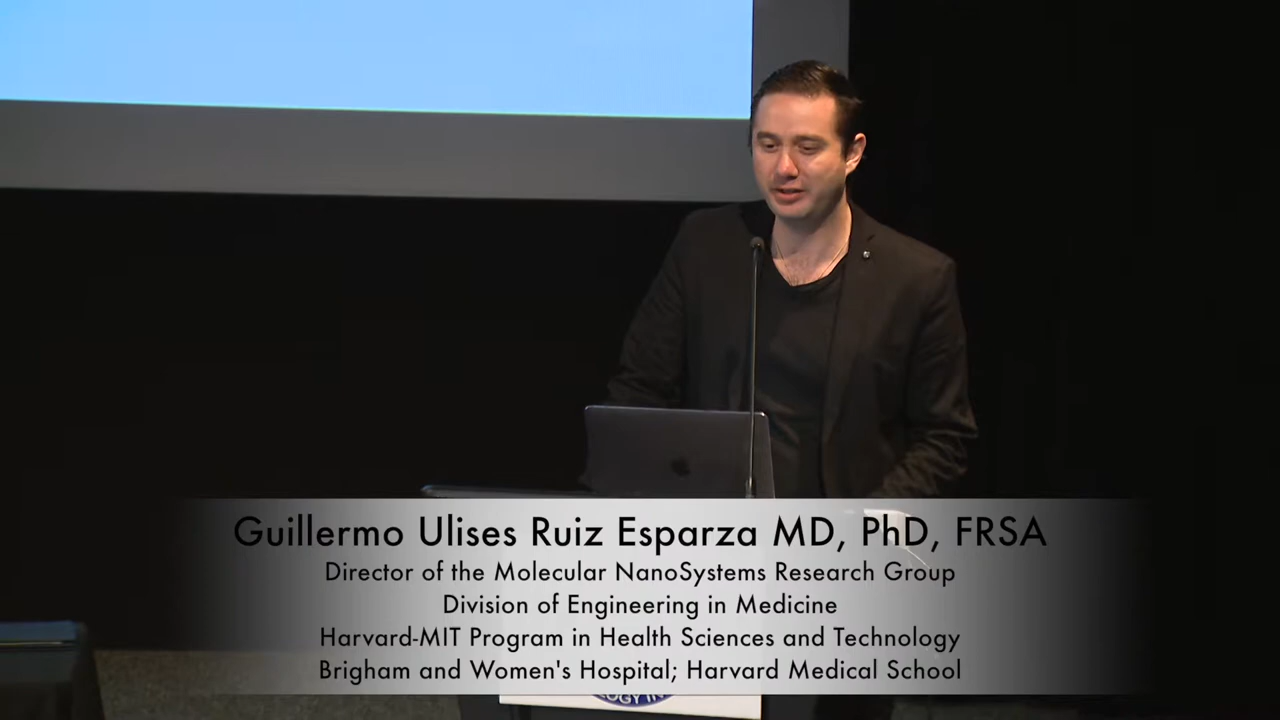 Guillermo Ulises Ruiz Esparza MD, PhD, FRSA
Director of the Molecular NanoSystems Research Group
Division of Engineering in Medicine
Harvard-MIT Program in Health Sciences and Technology
Brigham and Women's Hospital; Harvard Medical School